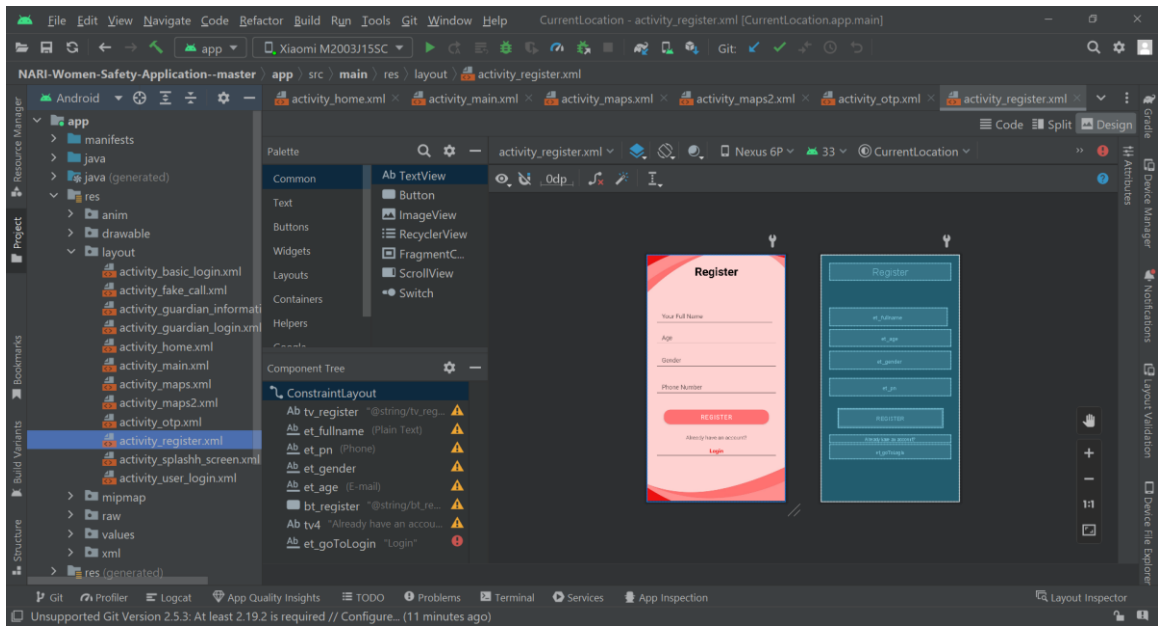 File Edit View Navigate Code Refactor Build Run Tools Git Window Help CurrentLocation - activity_register.xml [CurrentLocation.app.main]
app Xiaomi M2003J15SC Git:
NARI-Women-Safety-Application--master app src main res layout activity_register.xml
Android activity_home.xml activity_main.xml activity_maps.xml activity_maps2.xml activity_otp.xml activity_register.xml
Code Split Design
Resource Manager
Project
Bookmarks
Build Variants
Structure
app
manifests
java
java (generated)
res
anim
drawable
layout
activity_basic_login.xml
activity_fake_call.xml
activity_guardian_informati
activity_guardian_login.xml
activity_home.xml
activity_main.xml
activity_maps.xml
activity_maps2.xml
activity_otp.xml
activity_register.xml
activity_splashh_screen.xml
activity_user_login.xml
mipmap
raw
values
xml
res (generated)
Palette
Common
Text
Buttons
Widgets
Layouts
Containers
Helpers
Google
Ab TextView
Button
ImageView
RecyclerView
FragmentC...
ScrollView
Switch
Component Tree
ConstraintLayout
Ab tv_register "@string/tv_reg...
Ab et_fullname (Plain Text)
Ab et_pn (Phone)
Ab et_gender
Ab et_age (E-mail)
bt_register "@string/bt_re...
Ab tv4 "Already have an accou...
Ab et_goToLogin "Login"
activity_register.xml Nexus 6P 33 CurrentLocation
0dp
Register
Your Full Name
Age
Gender
Phone Number
REGISTER
Already have an account?
Login
Register
et_fullname
et_age
et_gender
et_pn
REGISTER
Already have an account?
et_goToLogin
1:1
Gradle
Attributes
Device Manager
Notifications
Layout Validation
Device File Explorer
Git Profiler Logcat App Quality Insights TODO Problems Terminal Services App Inspection Layout Inspector
Unsupported Git Version 2.5.3: At least 2.19.2 is required // Configure... (11 minutes ago)